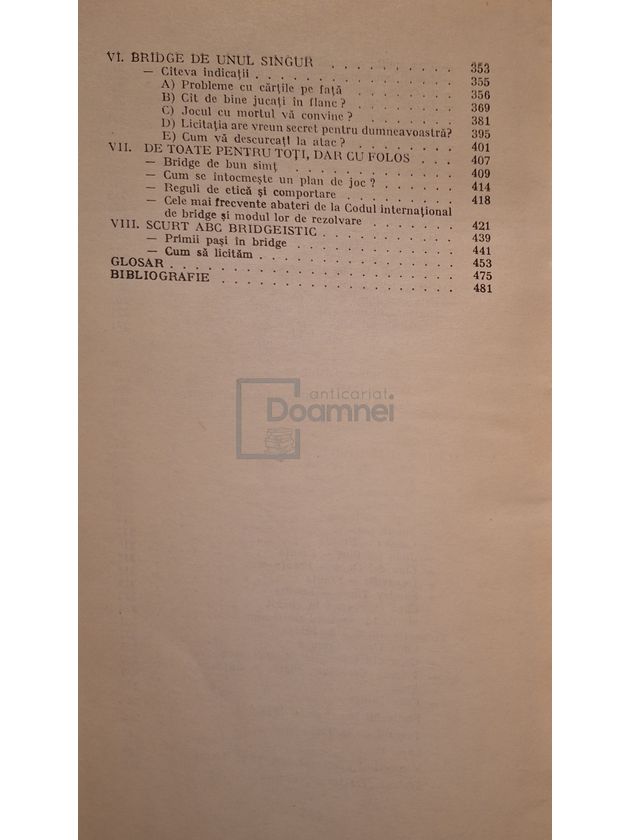 VI. BRIDGE DE UNUL SINGUR . . . . . . . . . . 353
— Cîteva indicații . . . . . . . . . . . . . . 355
A) Probleme cu cărțile pe față . . . . . . . . 356
B) Cît de bine jucați în flanc ? . . . . . . . 369
C) Jocul cu mortul vă convine ? . . . . . . . 381
D) Licitația are vreun secret pentru dumneavoastră? 395
E) Cum vă descurcați la atac ? . . . . . . . 401
VII. DE TOATE PENTRU TOȚI, DAR CU FOLOS . . . 407
— Bridge de bun simț . . . . . . . . . . . 409
— Cum se întocmește un plan de joc ? . . . . . 414
— Reguli de etică și comportare . . . . . . . . 418
— Cele mai frecvente abateri de la Codul internațional
de bridge și modul lor de rezolvare . . . . . . 421
VIII. SCURT ABC BRIDGEISTIC . . . . . . . . . . 439
— Primii pași în bridge . . . . . . . . . . . 441
— Cum să licităm . . . . . . . . . . . . . 453
GLOSAR . . . . . . . . . . . . . . . . . . 475
BIBLIOGRAFIE . . . . . . . . . . . . . . . 481
anticariat
Doamnei